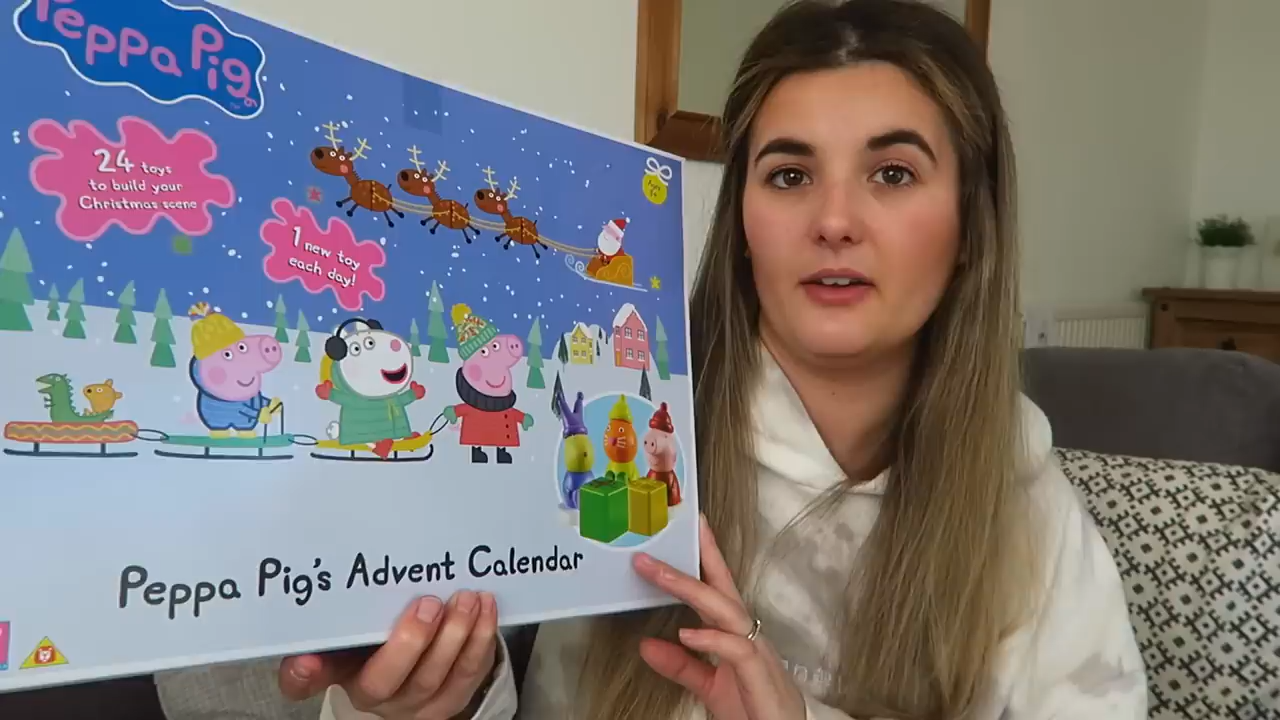 Peppa Pig
24 toys
to build your
Christmas scene
1 new toy
each day!
Peppa Pig's Advent Calendar